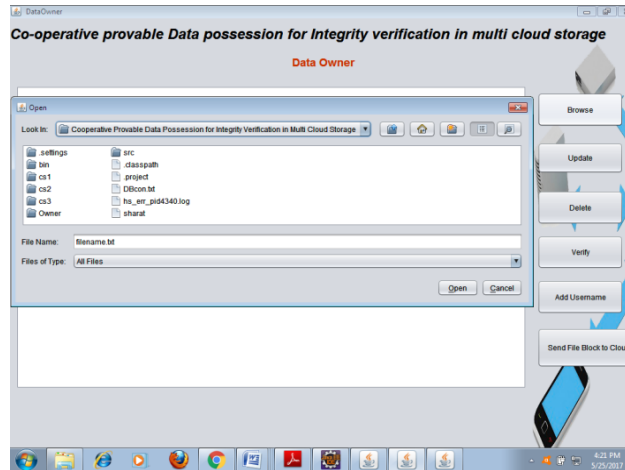 DataOwner
Co-operative provable Data possession for Integrity verification in multi cloud storage
Data Owner
Open
Look In: Cooperative Provable Data Possession for Integrity Verification in Multi Cloud Storage
.settings
bin
cs1
cs2
cs3
Owner
src
.classpath
.project
DBcon.txt
hs_err_pid4340.log
sharat
File Name: filename.txt
Files of Type: All Files
Open Cancel
Browse
Update
Delete
Verify
Add Username
Send File Block to Clou
4:21 PM
5/25/2017